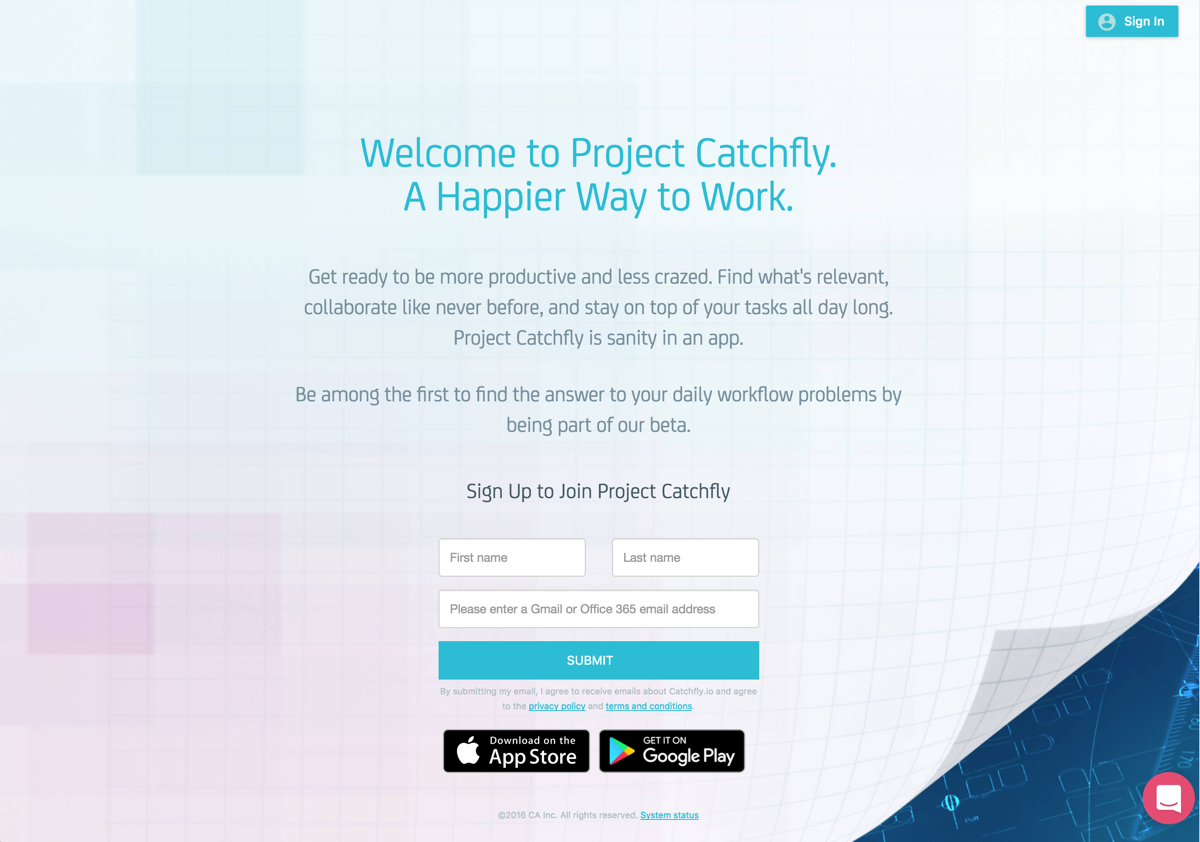 Sign In
Welcome to Project Catchfly.
A Happier Way to Work.
Get ready to be more productive and less crazed. Find what's relevant,
collaborate like never before, and stay on top of your tasks all day long.
Project Catchfly is sanity in an app.
Be among the first to find the answer to your daily workflow problems by
being part of our beta.
Sign Up to Join Project Catchfly
First name
Last name
Please enter a Gmail or Office 365 email address
SUBMIT
By submitting my email, I agree to receive emails about Catchfly.io and agree
to the privacy policy and terms and conditions.
Download on the
App Store
GET IT ON
Google Play
©2016 CA Inc. All rights reserved. System status